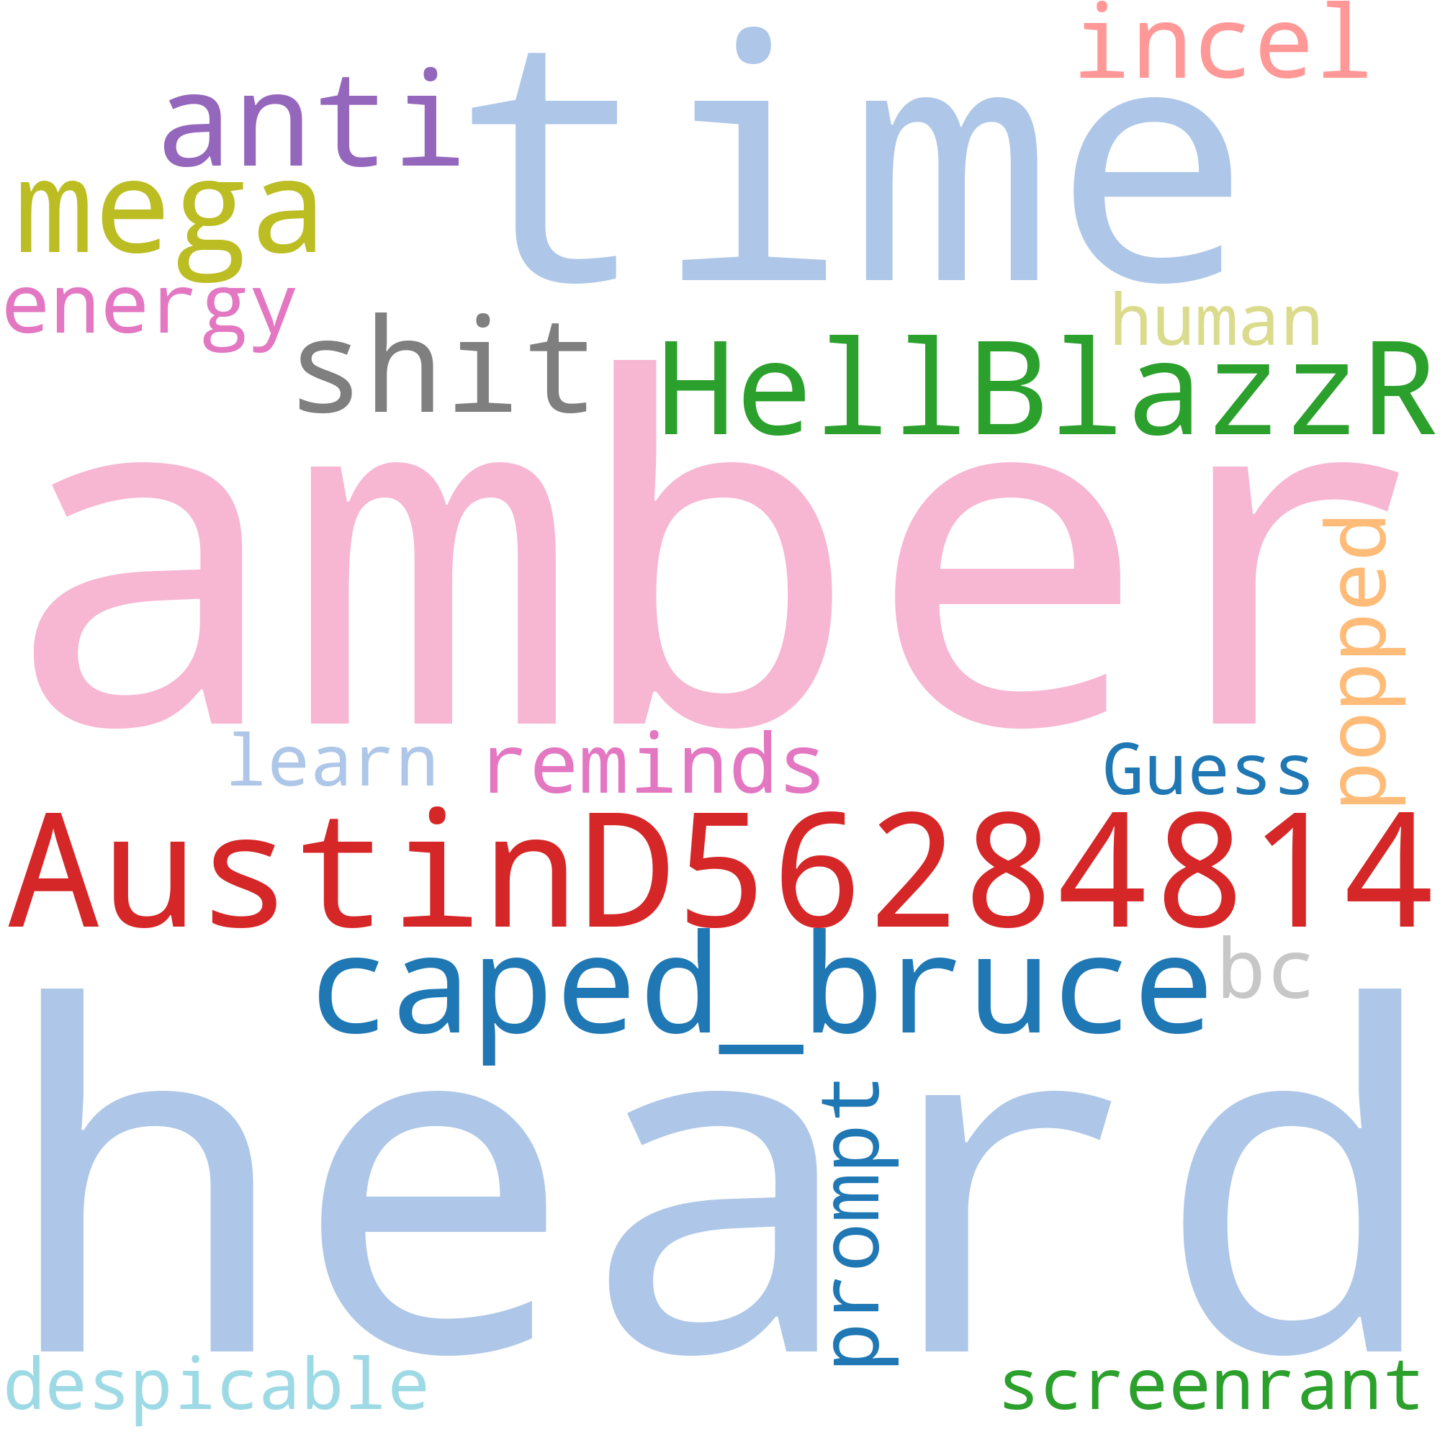 incel
time
anti
mega
energy
human
shit
HellBlazzR
amber
popped
learn
reminds
Guess
AustinD56284814
caped_bruce
bc
heard
prompt
despicable
screenrant